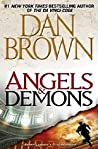 #1 NEW YORK TIMES BESTSELLING AUTHOR
OF THE DA VINCI CODE
DAN
BROWN
ANGELS
&
DEMONS